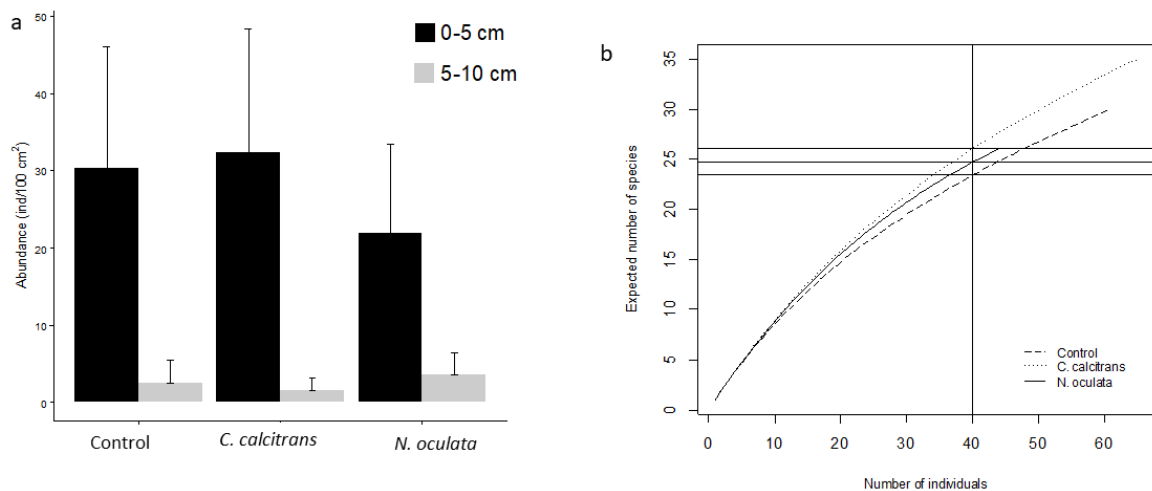 a
50
40
30
20
10
0
Abundance (ind/100 cm²)
0-5 cm
5-10 cm
Control
C. calcitrans
N. oculata
b
35
30
25
20
15
10
5
0
Expected number of species
Control
C. calcitrans
N. oculata
0 10 20 30 40 50 60
Number of individuals